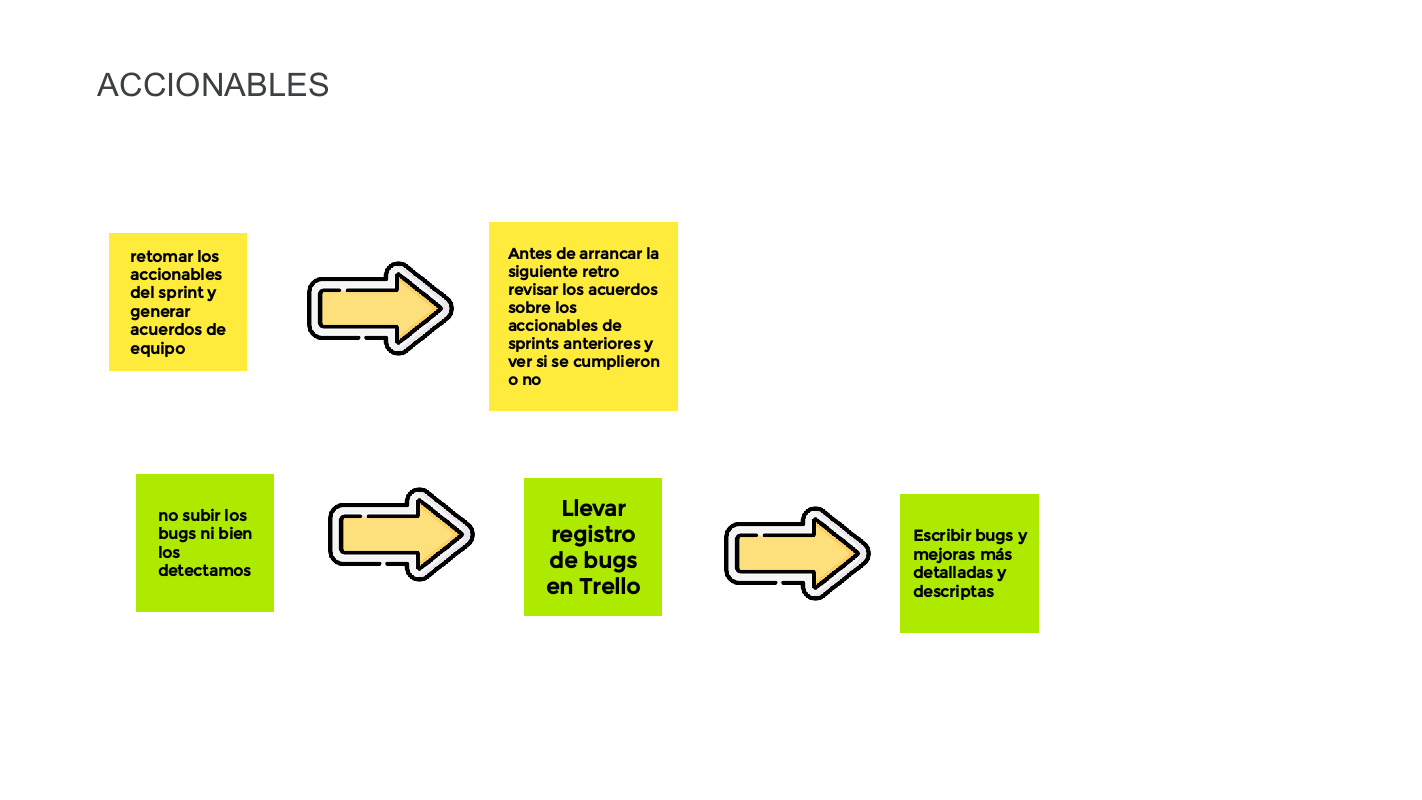 ACCIONABLES
retomar los
accionables
del sprint y
generar
acuerdos de
equipo
Antes de arrancar la
siguiente retro
revisar los acuerdos
sobre los
accionables de
sprints anteriores y
ver si se cumplieron
o no
no subir los
bugs ni bien
los
detectamos
Llevar
registro
de bugs
en Trello
Escribir bugs y
mejoras más
detalladas y
descriptas